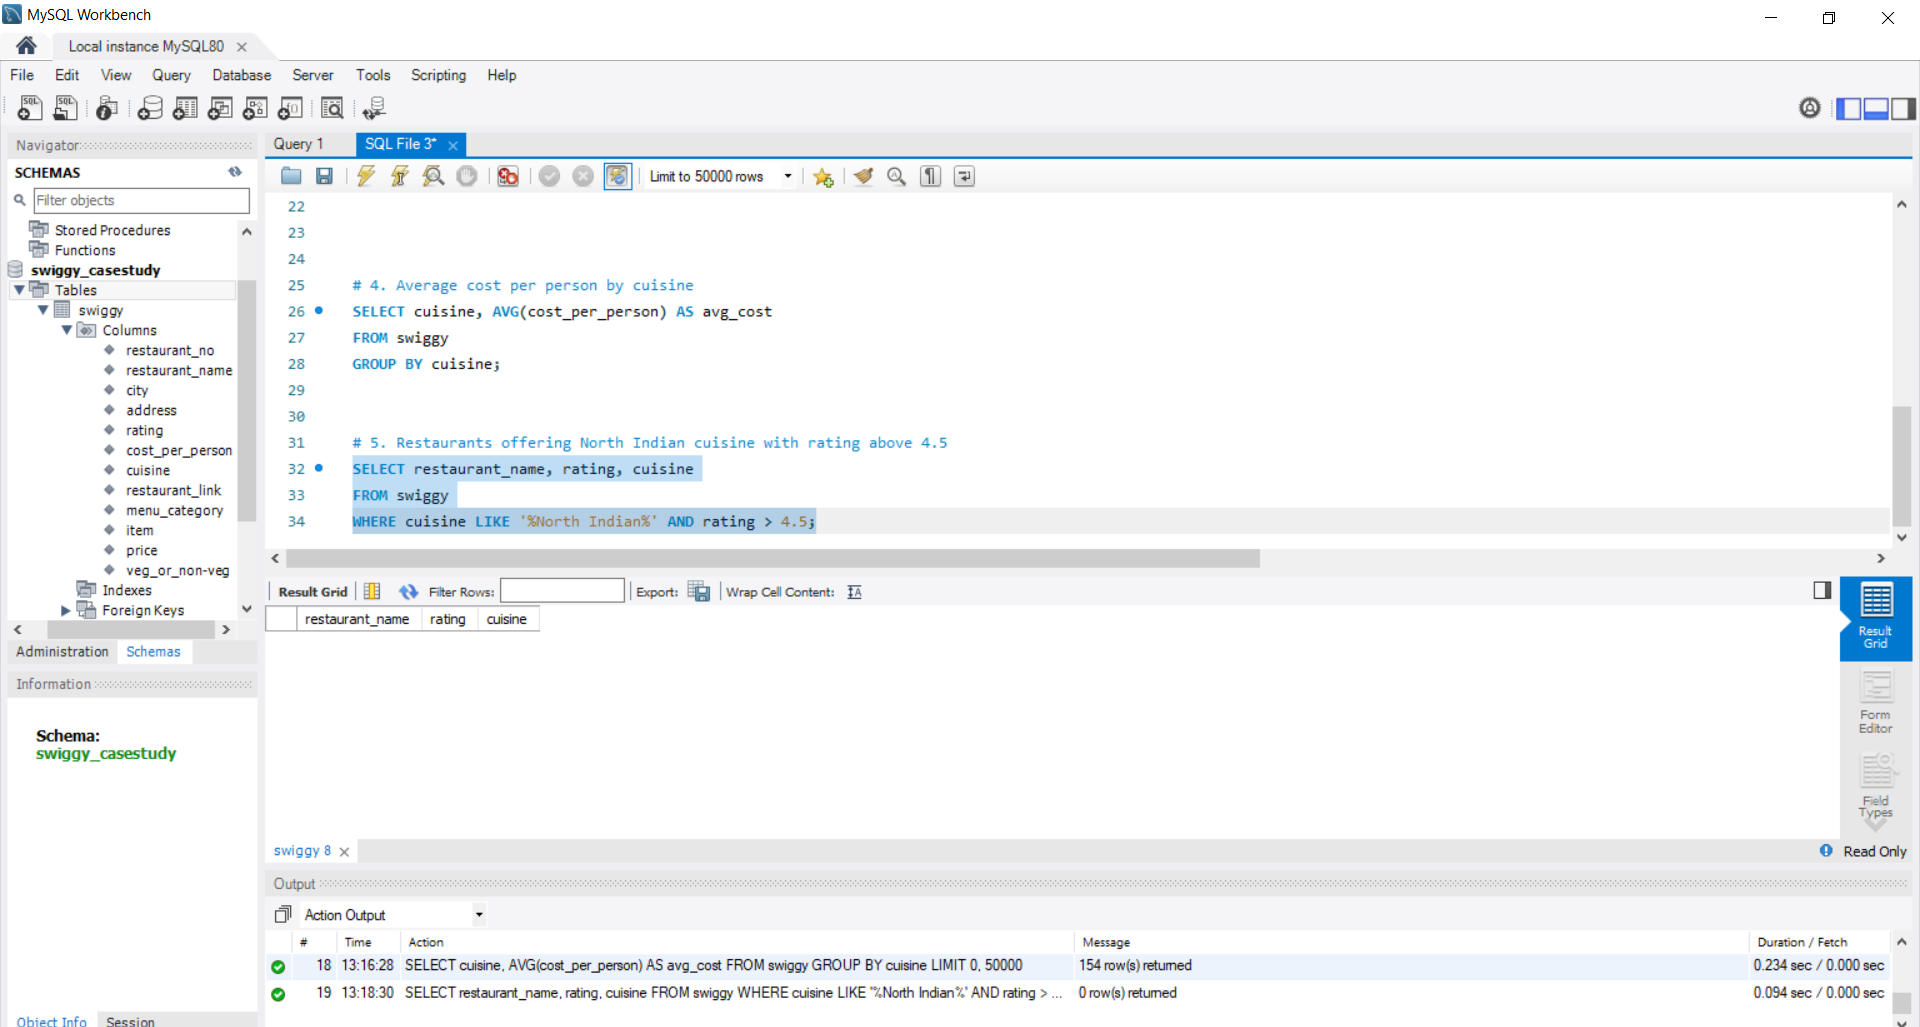 MySQL Workbench
Local instance MySQL80
File Edit View Query Database Server Tools Scripting Help
Navigator
SCHEMAS
Filter objects
Stored Procedures
Functions
swiggy_casestudy
Tables
swiggy
Columns
restaurant_no
restaurant_name
city
address
rating
cost_per_person
cuisine
restaurant_link
menu_category
item
price
veg_or_non-veg
Indexes
Foreign Keys
Administration Schemas
Information
Schema:
swiggy_casestudy
Object Info Session
Query 1 SQL File 3*
Limit to 50000 rows
22
23
24
25 # 4. Average cost per person by cuisine
26 SELECT cuisine, AVG(cost_per_person) AS avg_cost
27 FROM swiggy
28 GROUP BY cuisine;
29
30
31 # 5. Restaurants offering North Indian cuisine with rating above 4.5
32 SELECT restaurant_name, rating, cuisine
33 FROM swiggy
34 WHERE cuisine LIKE '%North Indian%' AND rating > 4.5;
Result Grid Filter Rows: Export: Wrap Cell Content:
restaurant_name rating cuisine
Result
Grid
Form
Editor
Field
Types
swiggy 8
Read Only
Output
Action Output
# Time Action Message Duration / Fetch
18 13:16:28 SELECT cuisine, AVG(cost_per_person) AS avg_cost FROM swiggy GROUP BY cuisine LIMIT 0, 50000 154 row(s) returned 0.234 sec / 0.000 sec
19 13:18:30 SELECT restaurant_name, rating, cuisine FROM swiggy WHERE cuisine LIKE '%North Indian%' AND rating > ... 0 row(s) returned 0.094 sec / 0.000 sec